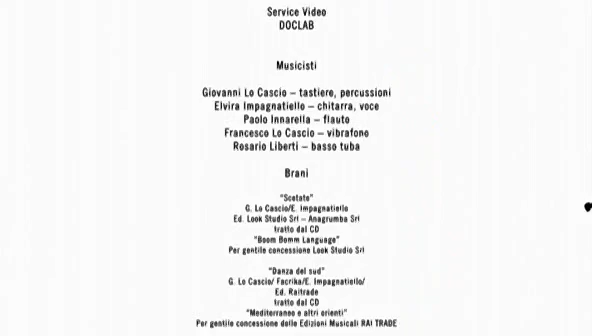 Service Video
DOCLAB
Musicisti
Giovanni Lo Cascio – tastiere, percussioni
Elvira Impagnatiello – chitarra, voce
Paolo Innarella – flauto
Francesco Lo Cascio – vibrafono
Rosario Liberti – basso tuba
Brani
"Scetate"
G. Lo Cascio/E. Impagnatiello
Ed. Look Studio Srl – Anagrumba Srl
tratto dal CD
"Boom Bomm Language"
Per gentile concessione Look Studio Srl
"Danza del sud"
G. Lo Cascio/ Facrika/E. Impagnatiello/
Ed. Raitrade
tratto dal CD
"Mediterraneo e altri orienti"
Per gentile concessione delle Edizioni Musicali RAI TRADE